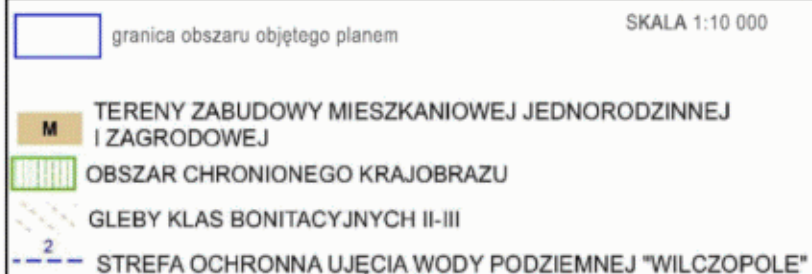 SKALA 1:10 000
granica obszaru objętego planem
M
TERENY ZABUDOWY MIESZKANIOWEJ JEDNORODZINNEJ
I ZAGRODOWEJ
OBSZAR CHRONIONEGO KRAJOBRAZU
GLEBY KLAS BONITACYJNYCH II-III
2
STREFA OCHRONNA UJECIA WODY PODZIEMNEJ "WILCZOPOLE"